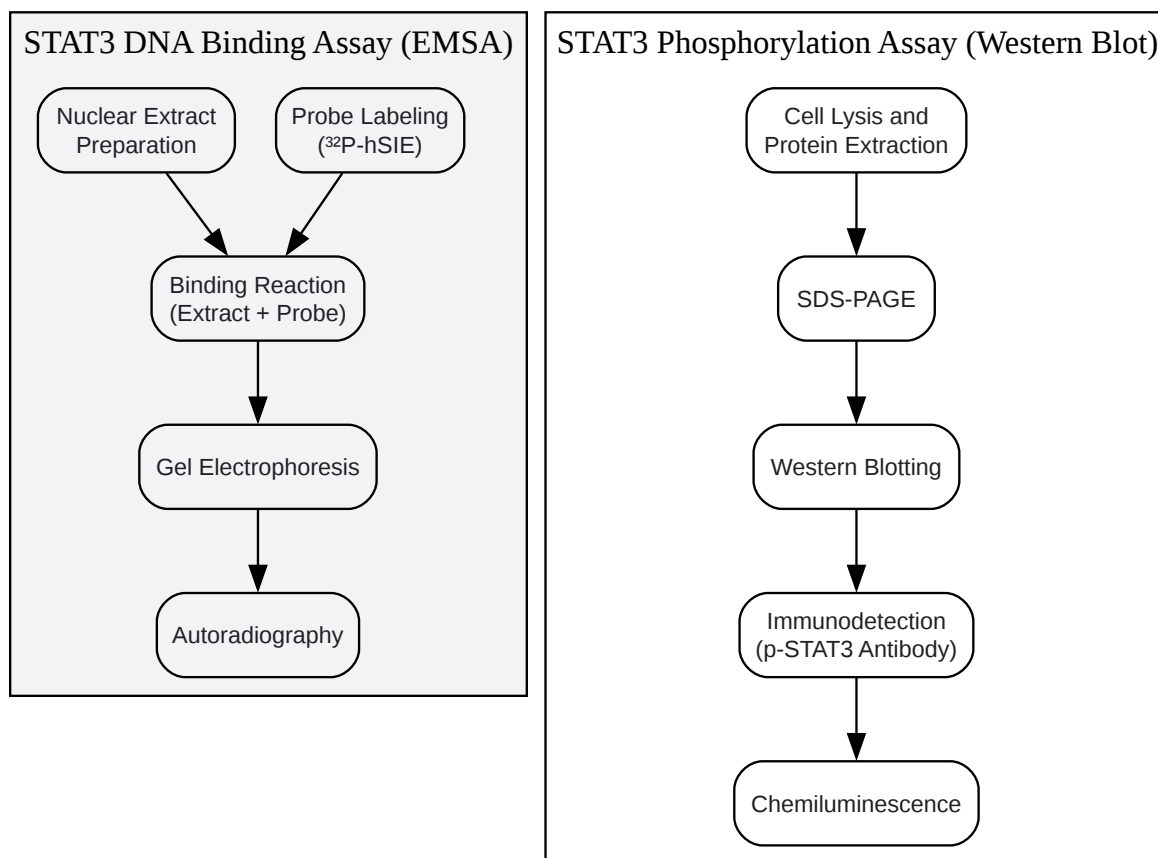 STAT3 DNA Binding Assay (EMSA)
Nuclear Extract
Preparation
Probe Labeling
(³²P-hSIE)
Binding Reaction
(Extract + Probe)
Gel Electrophoresis
Autoradiography
STAT3 Phosphorylation Assay (Western Blot)
Cell Lysis and
Protein Extraction
SDS-PAGE
Western Blotting
Immunodetection
(p-STAT3 Antibody)
Chemiluminescence